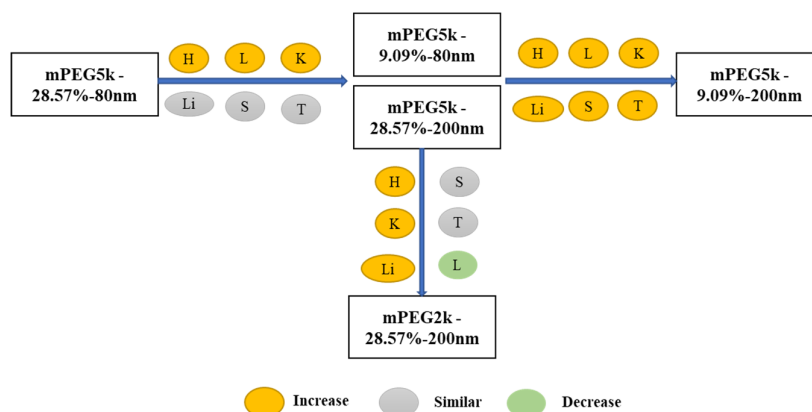 mPEG5k -
28.57%-80nm
H L K
Li S T
mPEG5k -
9.09%-80nm
mPEG5k -
28.57%-200nm
H L K
Li S T
mPEG5k -
9.09%-200nm
H S
K T
Li L
mPEG2k -
28.57%-200nm
Increase Similar Decrease